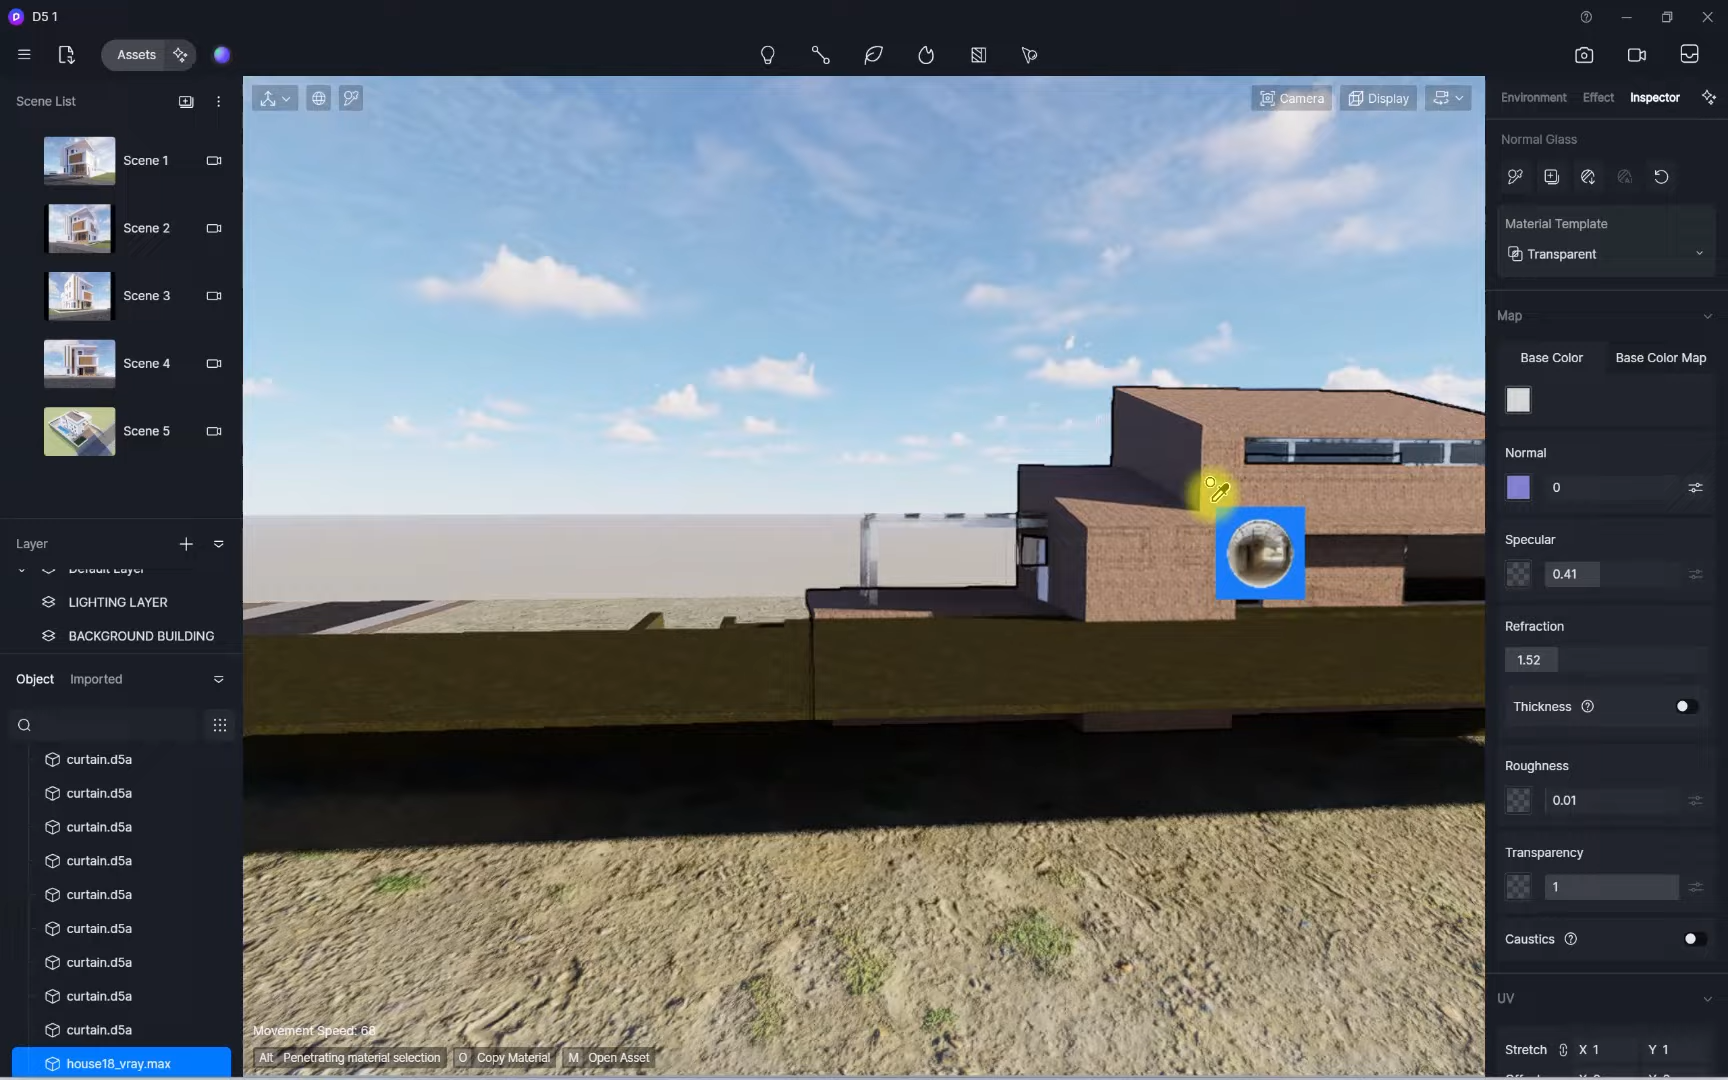 D5 1
Assets
Scene List
Scene 1
Scene 2
Scene 3
Scene 4
Scene 5
Layer
Default Layer
LIGHTING LAYER
BACKGROUND BUILDING
Object Imported
curtain.d5a
curtain.d5a
curtain.d5a
curtain.d5a
curtain.d5a
curtain.d5a
curtain.d5a
curtain.d5a
curtain.d5a
house18_vray.max
Camera Display
Movement Speed: 68
Alt Penetrating material selection O Copy Material M Open Asset
Environment Effect Inspector
Normal Glass
Material Template
Transparent
Map
Base Color Base Color Map
Normal
0
Specular
0.41
Refraction
1.52
Thickness
Roughness
0.01
Transparency
1
Caustics
UV
Stretch X 1 Y 1